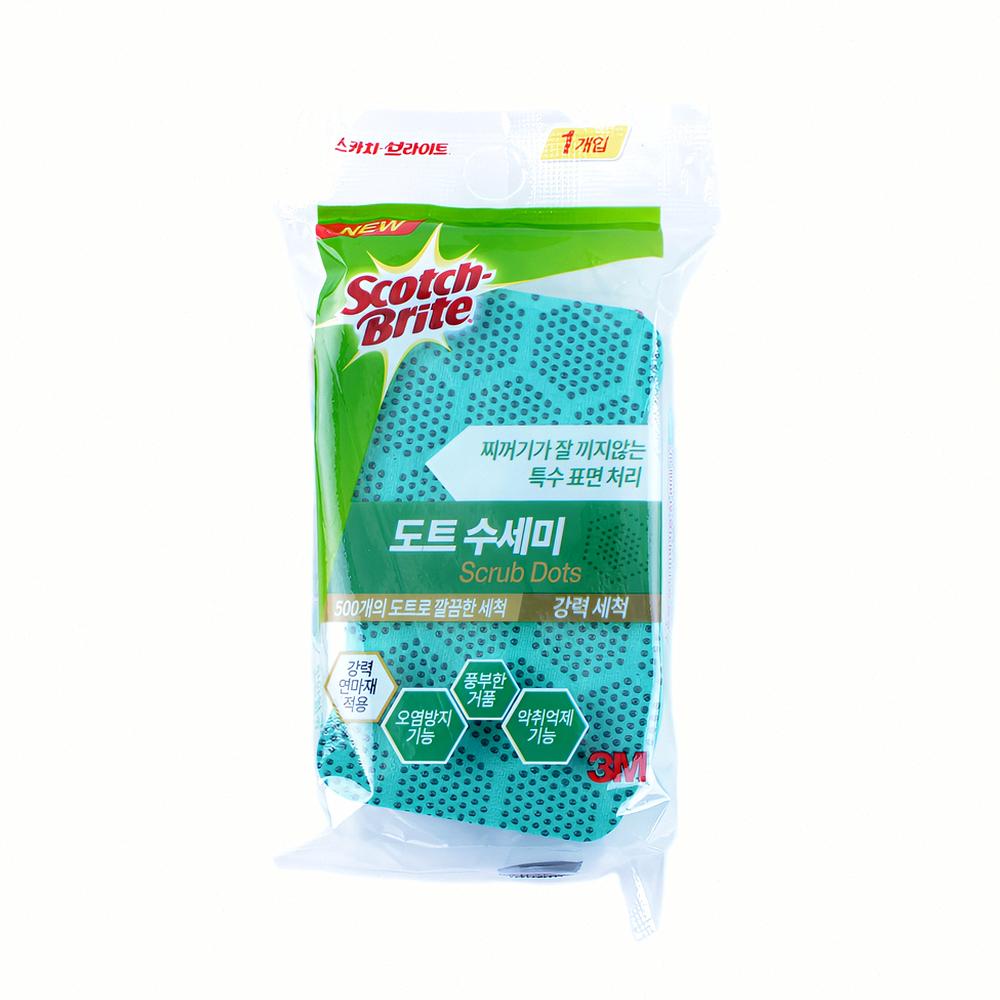 스카치-브라이트
1개입
NEW
Scotch-
Brite
찌꺼기가 잘 끼지않는
특수 표면 처리
도트 수세미
Scrub Dots
500개의 도트로 깔끔한 세척
강력 세척
강력
연마재
적용
오염방지
기능
풍부한
거품
악취억제
기능
3M